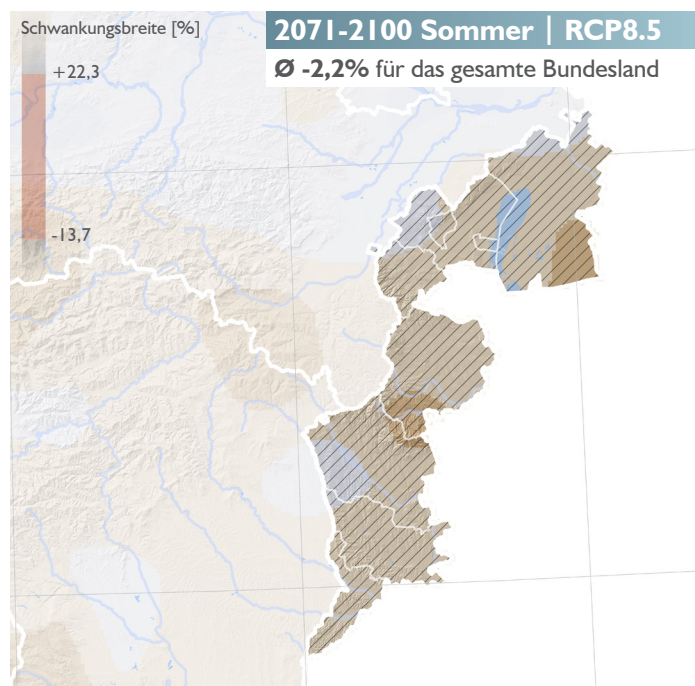 Schwankungsbreite [%]
+22,3
-13,7
2071-2100 Sommer | RCP8.5
Ø -2,2% für das gesamte Bundesland